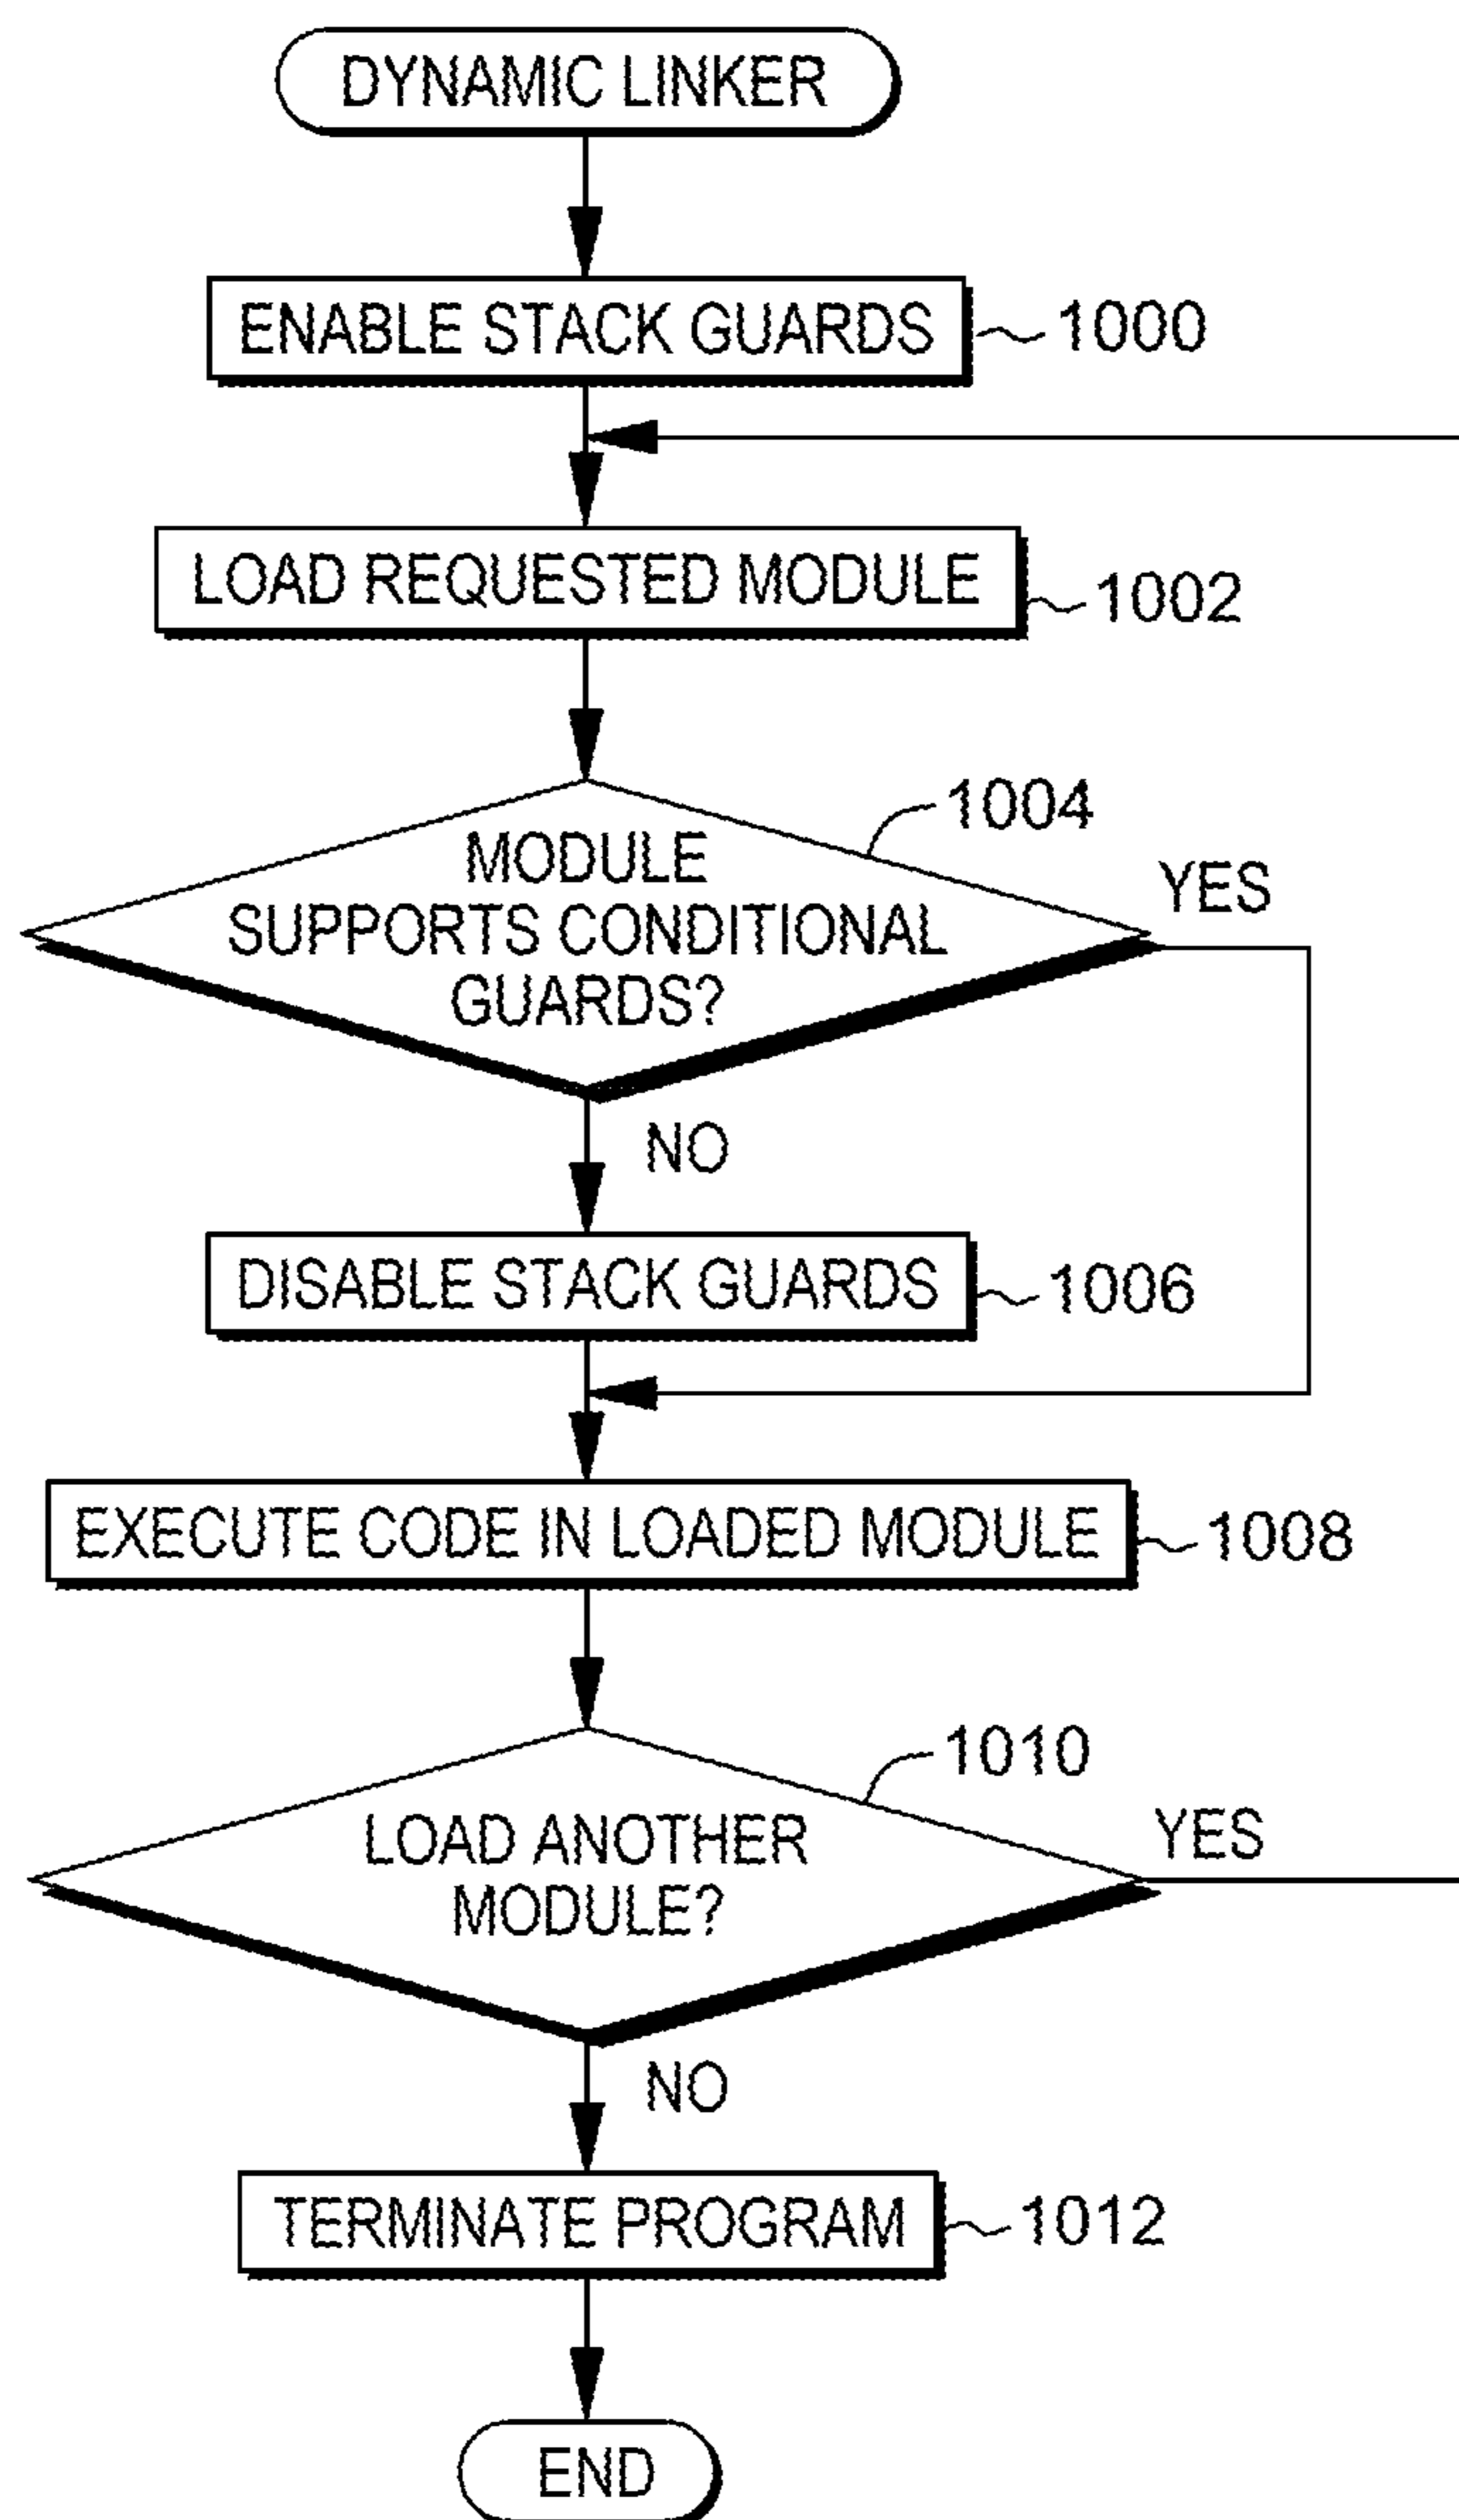 DYNAMIC LINKER
ENABLE STACK GUARDS
1000
LOAD REQUESTED MODULE
1002
1004
MODULE
SUPPORTS CONDITIONAL
GUARDS?
YES
NO
DISABLE STACK GUARDS
1006
EXECUTE CODE IN LOADED MODULE
1008
1010
LOAD ANOTHER
MODULE?
YES
NO
TERMINATE PROGRAM
1012
END